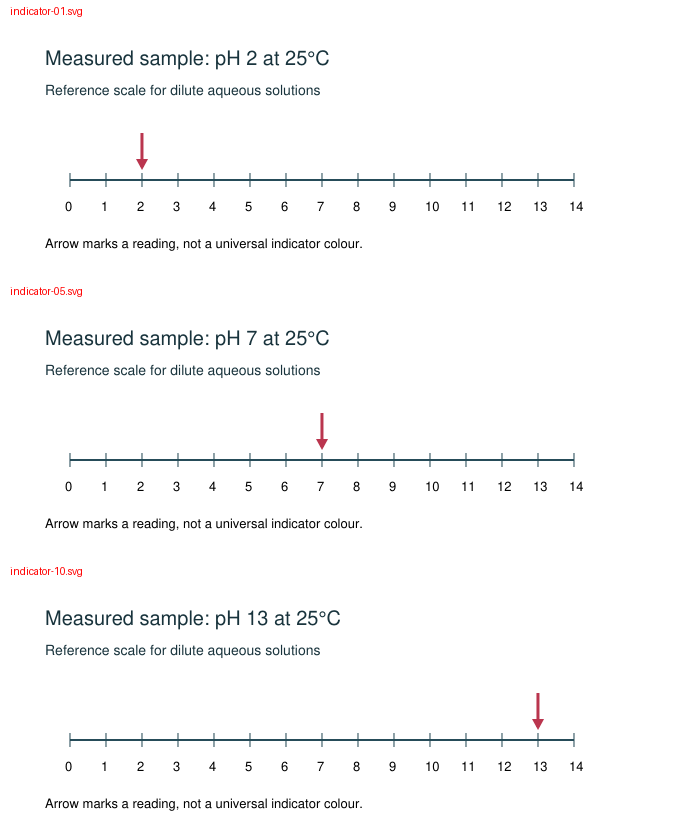 indicator-01.svg
Measured sample: pH 2 at 25°C
Reference scale for dilute aqueous solutions
0 1 2 3 4 5 6 7 8 9 10 11 12 13 14
Arrow marks a reading, not a universal indicator colour.
indicator-05.svg
Measured sample: pH 7 at 25°C
Reference scale for dilute aqueous solutions
0 1 2 3 4 5 6 7 8 9 10 11 12 13 14
Arrow marks a reading, not a universal indicator colour.
indicator-10.svg
Measured sample: pH 13 at 25°C
Reference scale for dilute aqueous solutions
0 1 2 3 4 5 6 7 8 9 10 11 12 13 14
Arrow marks a reading, not a universal indicator colour.